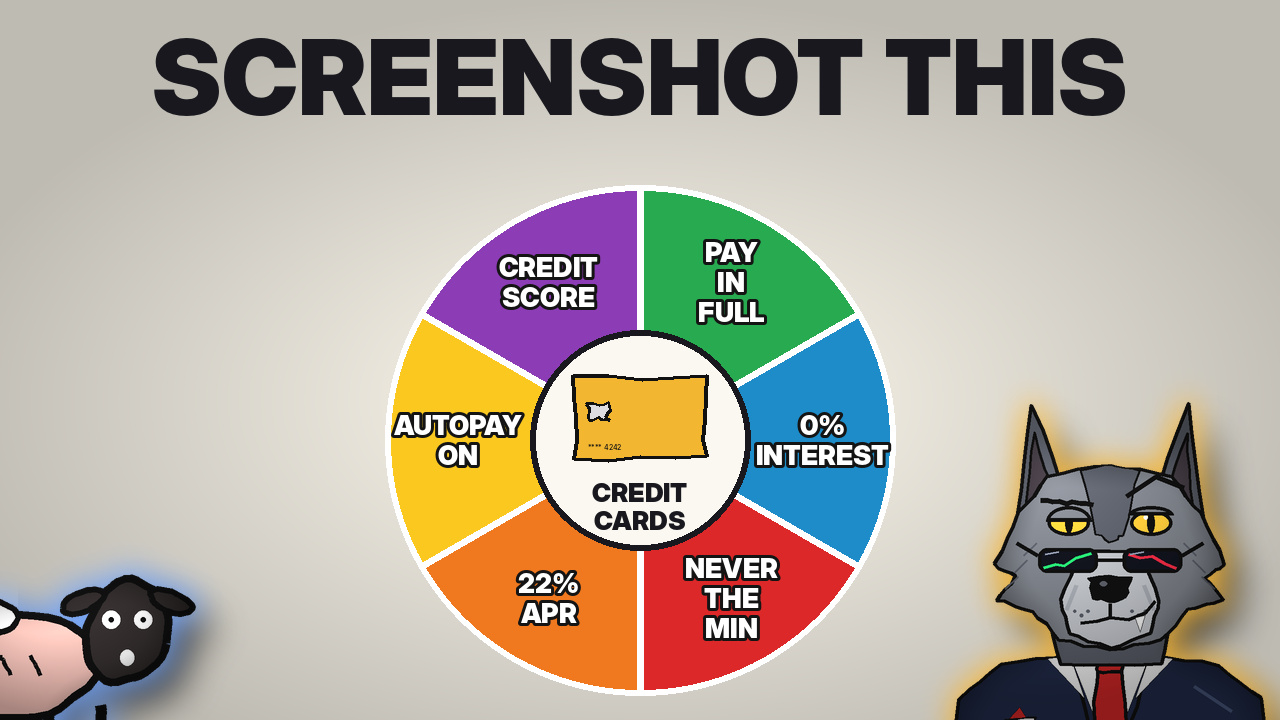 SCREENSHOT THIS
CREDIT
SCORE
PAY
IN
FULL
AUTOPAY
ON
0%
INTEREST
**** 4242
CREDIT
CARDS
22%
APR
NEVER
THE
MIN